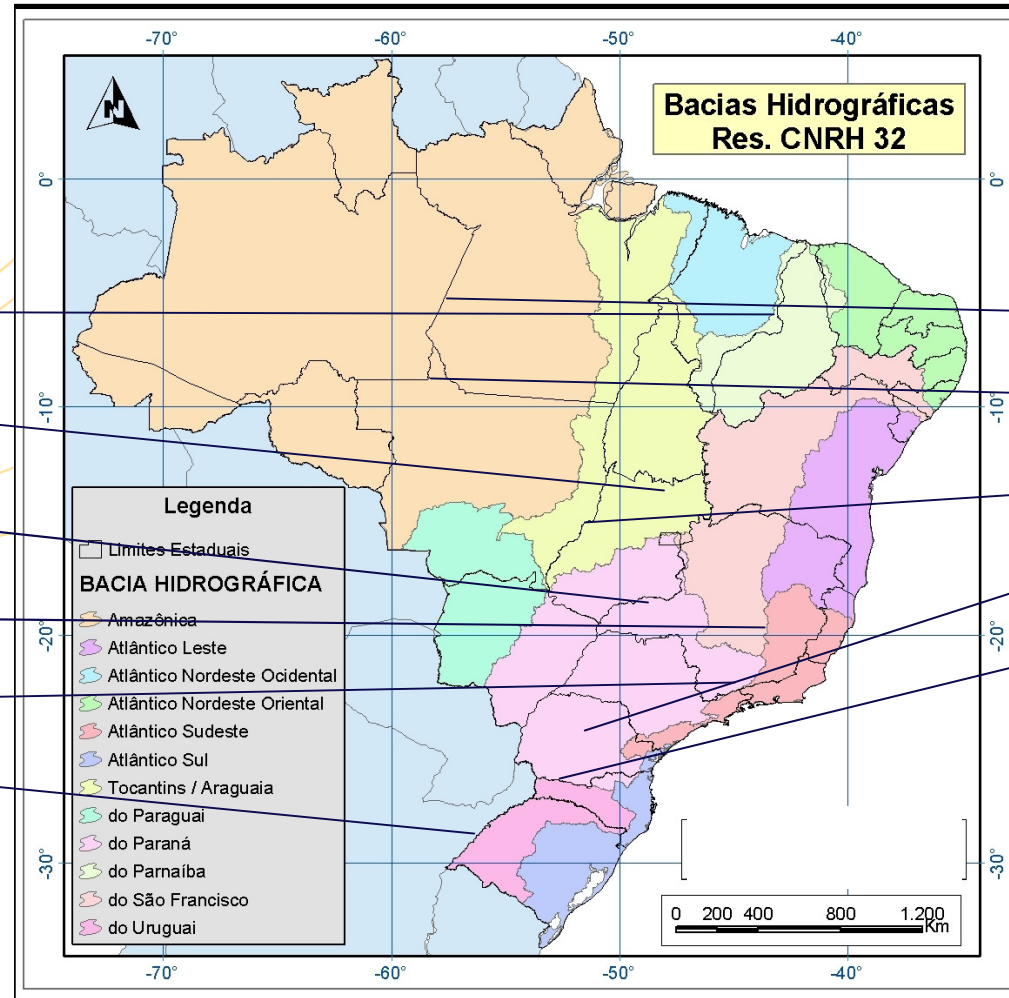 -70°
-60°
-50°
-40°
N
Bacias Hidrográficas
Res. CNRH 32
0°
0°
-10°
-10°
Legenda
Limites Estaduais
BACIA HIDROGRÁFICA
Amazônica
Atlântico Leste
Atlântico Nordeste Ocidental
Atlântico Nordeste Oriental
Atlântico Sudeste
Atlântico Sul
Tocantins / Araguaia
do Paraguai
do Paraná
do Parnaíba
do São Francisco
do Uruguai
-20°
-20°
-30°
-30°
0 200 400 800 1.200
Km
-70°
-60°
-50°
-40°